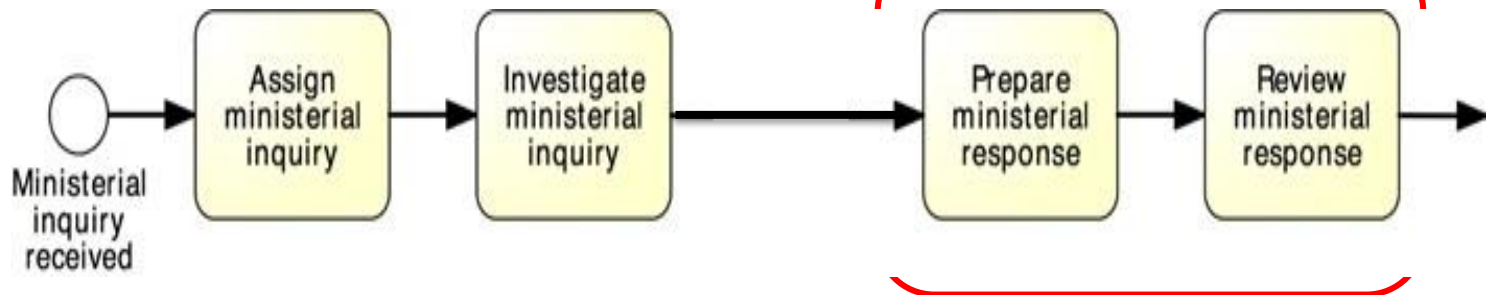 Ministerial
inquiry
received
Assign
ministerial
inquiry
Investigate
ministerial
inquiry
Prepare
ministerial
response
Review
ministerial
response